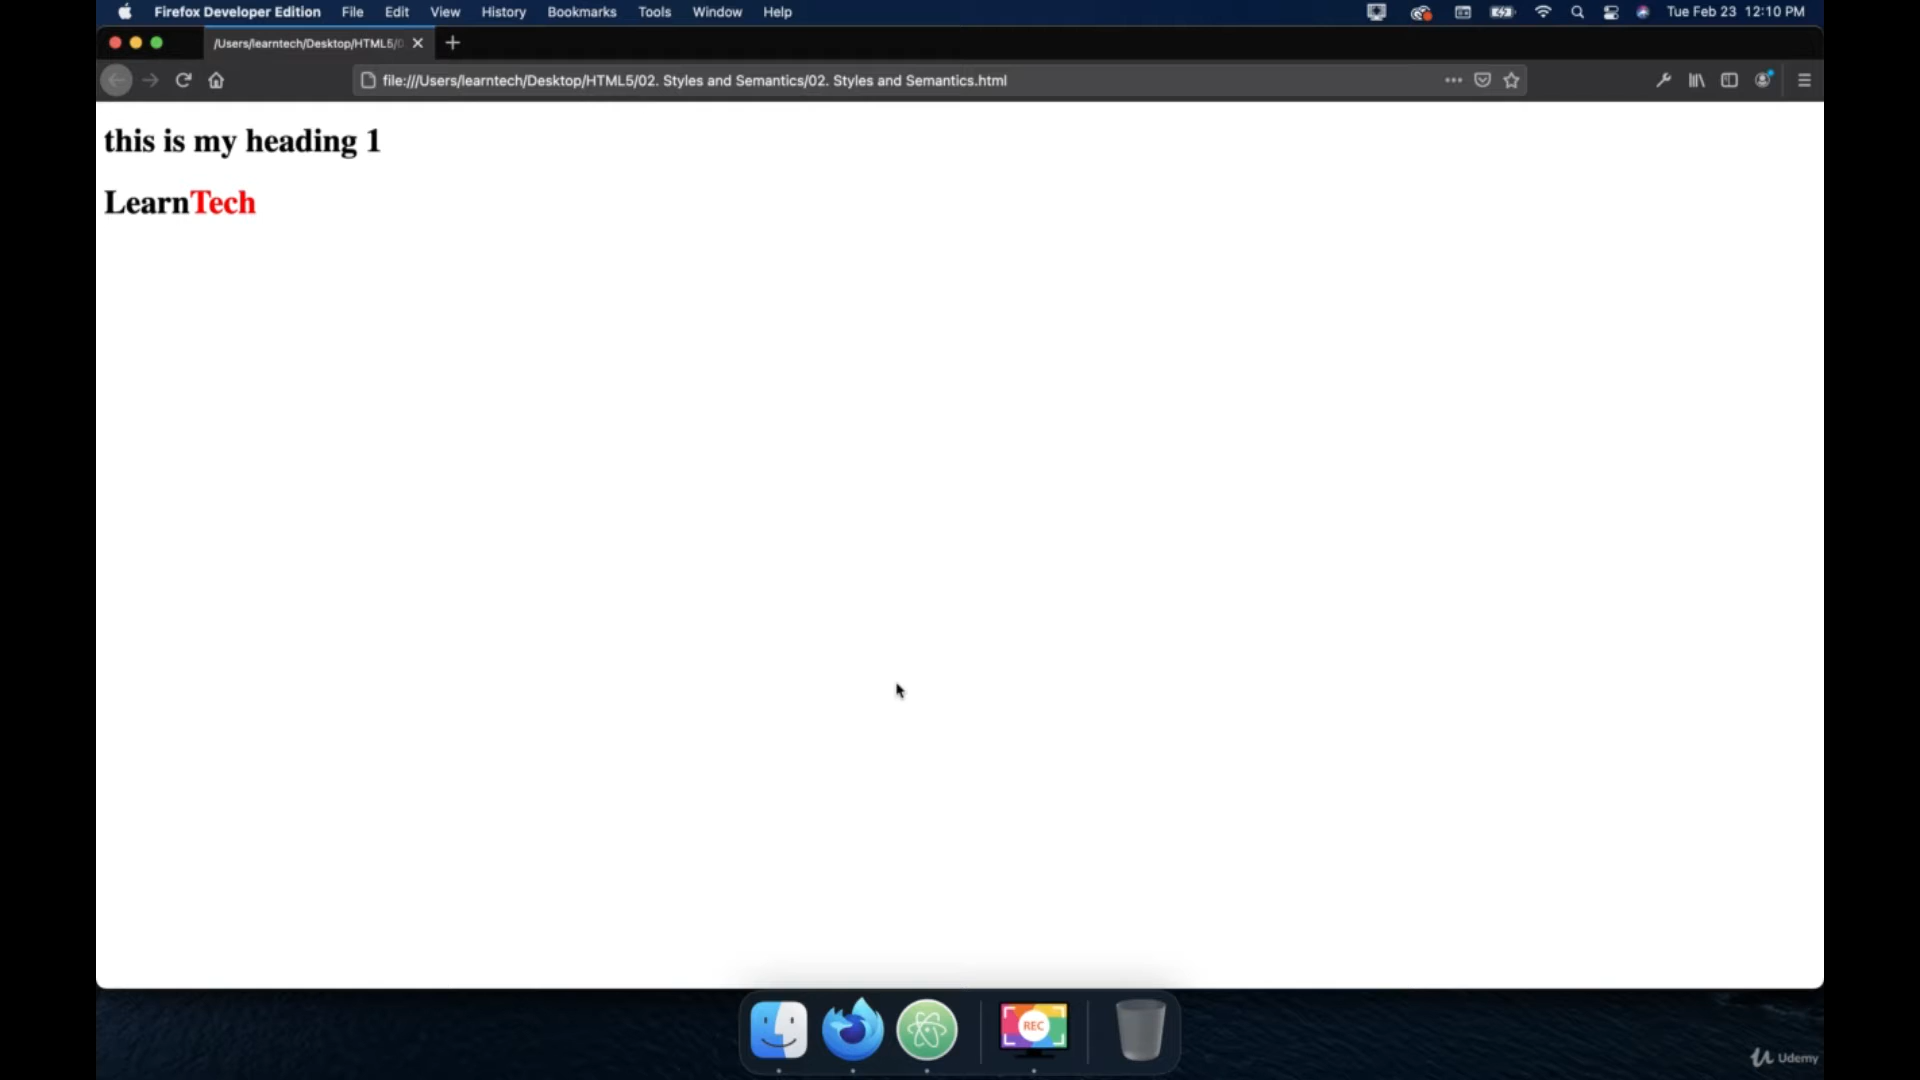 Firefox Developer Edition File Edit View History Bookmarks Tools Window Help Tue Feb 23 12:10 PM
/Users/learntech/Desktop/HTML5/0
file:///Users/learntech/Desktop/HTML5/02. Styles and Semantics/02. Styles and Semantics.html
this is my heading 1
LearnTech
REC
Udemy